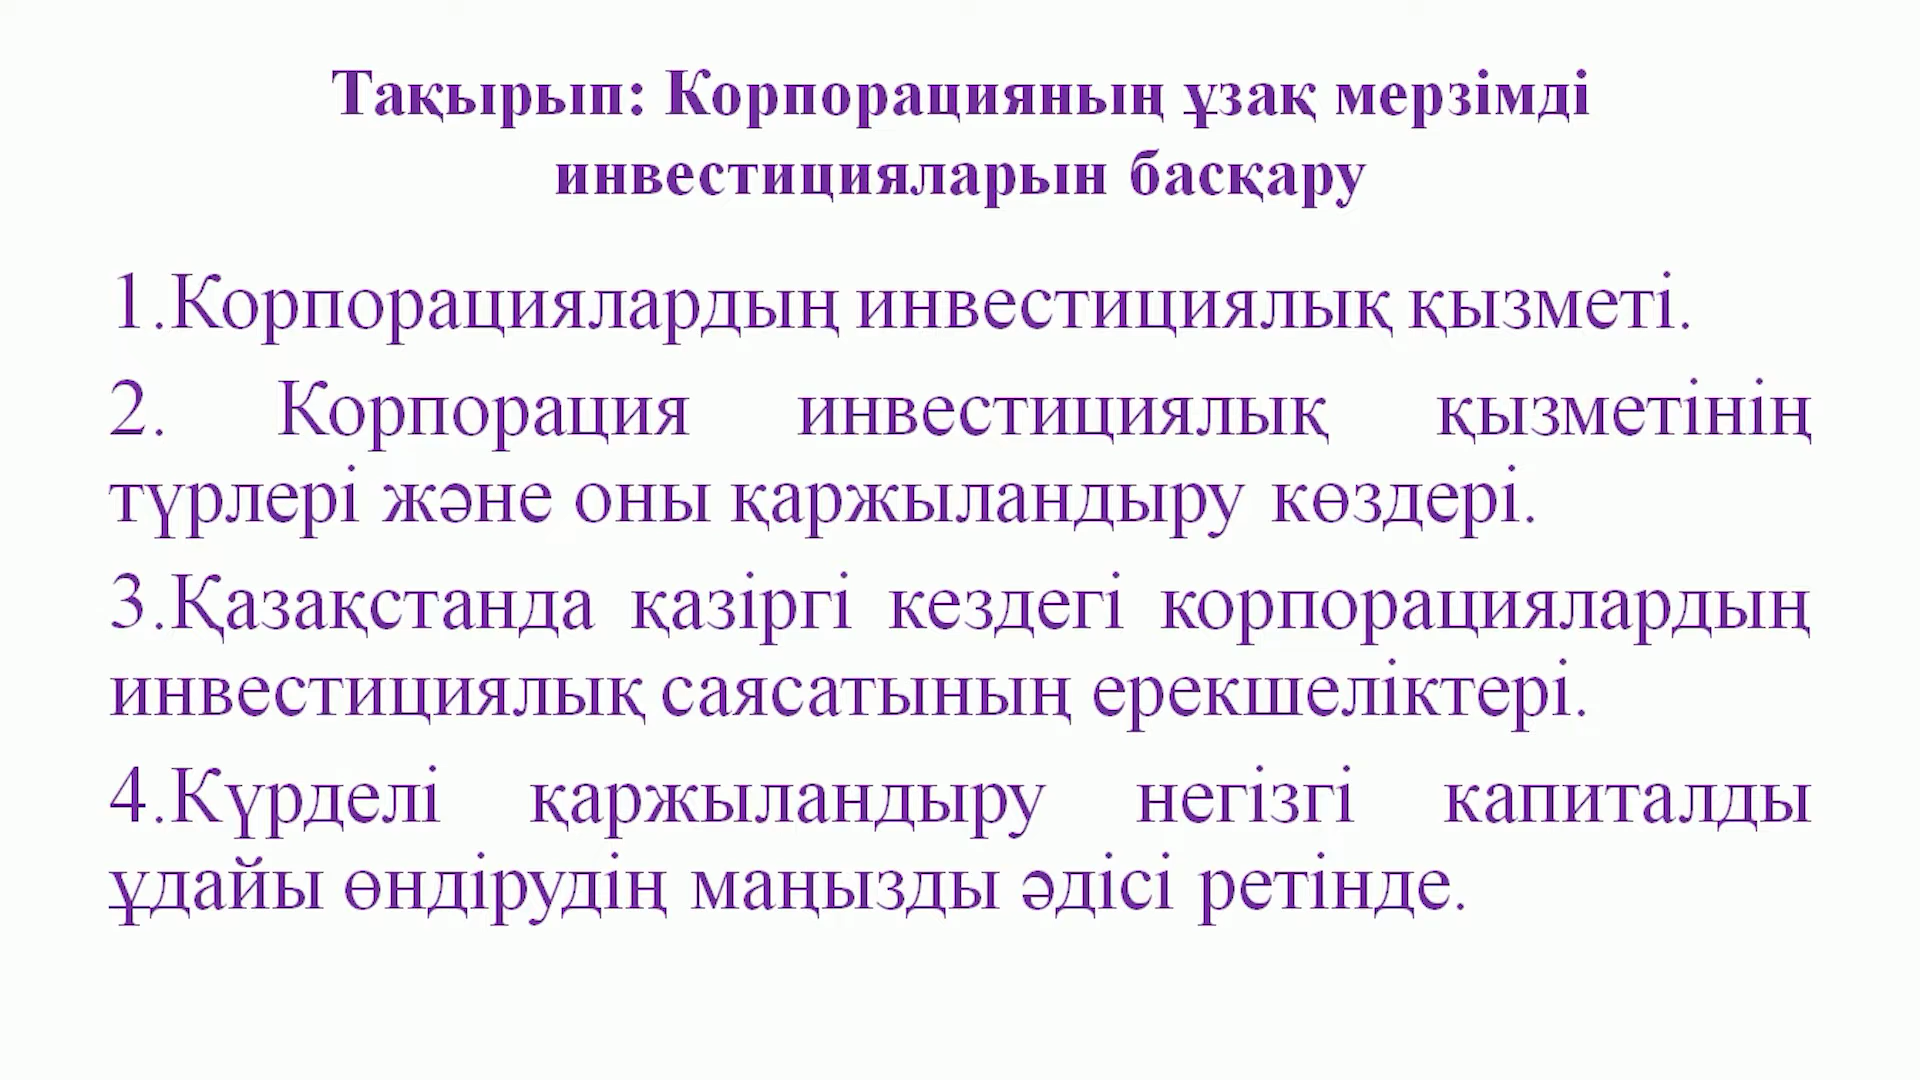 Тақырып: Корпорацияның ұзақ мерзімді
инвестицияларын басқару
1.Корпорациялардың инвестициялық қызметі.
2. Корпорация инвестициялық қызметінің
түрлері және оны қаржыландыру көздері.
3.Қазақстанда қазіргі кездегі корпорациялардың
инвестициялық саясатының ерекшеліктері.
4.Күрделі қаржыландыру негізгі капиталды
ұдайы өндірудің маңызды әдісі ретінде.